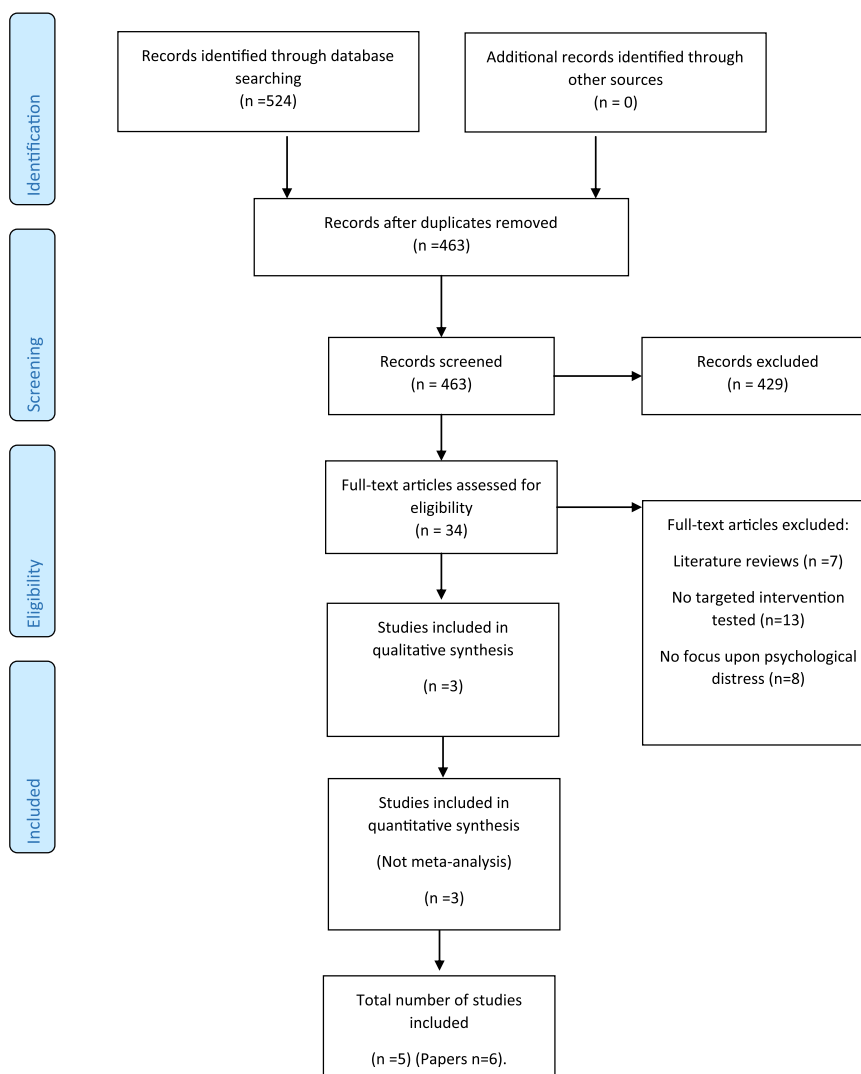 Identification
Records identified through database
searching
(n =524)
Additional records identified through
other sources
(n = 0)
Records after duplicates removed
(n =463)
Screening
Records screened
(n = 463)
Records excluded
(n = 429)
Eligibility
Full-text articles assessed for
eligibility
(n = 34)
Full-text articles excluded:
Literature reviews (n =7)
No targeted intervention
tested (n=13)
No focus upon psychological
distress (n=8)
Studies included in
qualitative synthesis
(n =3)
Included
Studies included in
quantitative synthesis
(Not meta-analysis)
(n =3)
Total number of studies
included
(n =5) (Papers n=6).